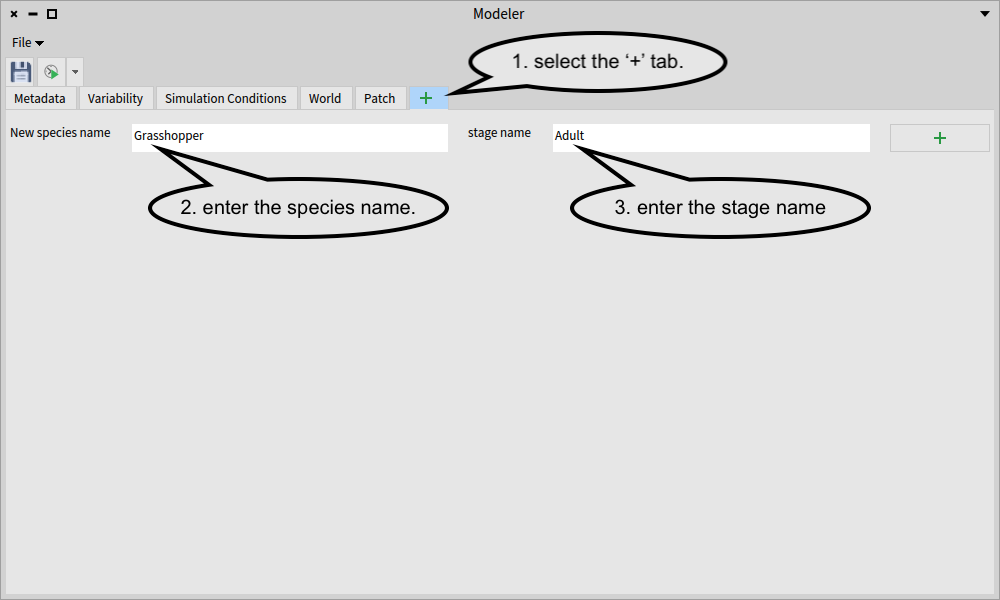 Modeler
File
1. select the ‘+’ tab.
Metadata Variability Simulation Conditions World Patch +
New species name Grasshopper stage name Adult +
2. enter the species name. 3. enter the stage name